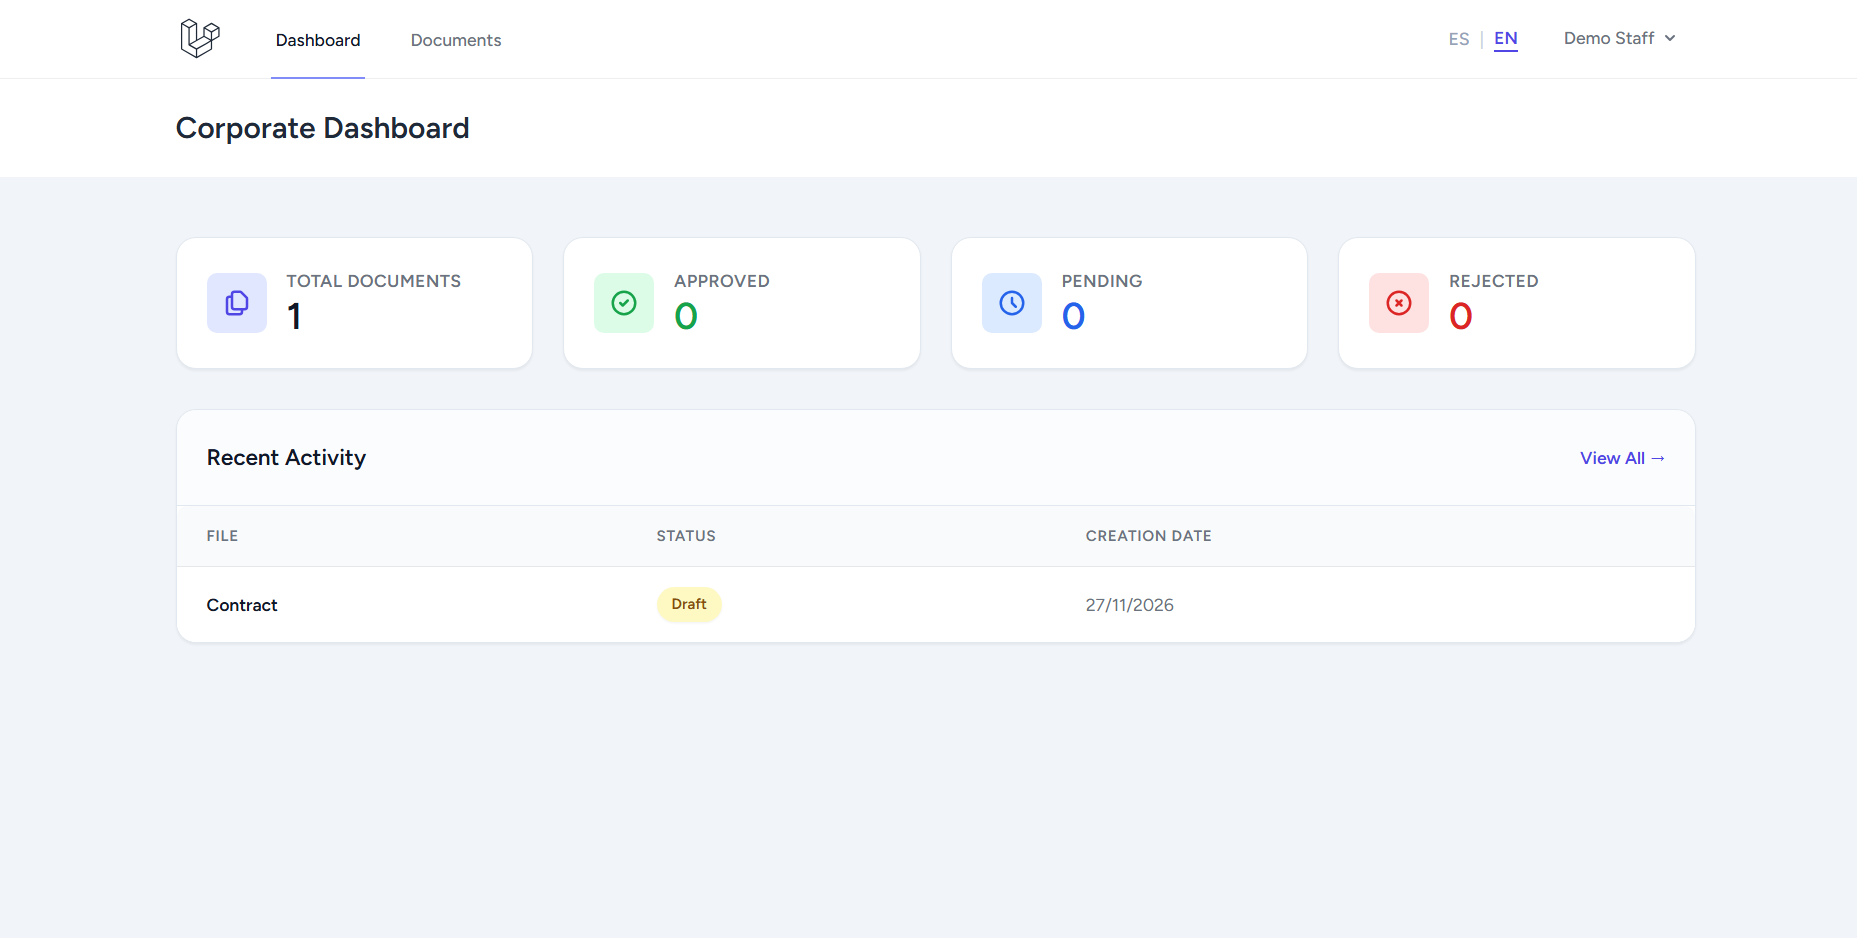 Dashboard Documents ES | EN Demo Staff
Corporate Dashboard
TOTAL DOCUMENTS
1
APPROVED
0
PENDING
0
REJECTED
0
Recent Activity View All →
FILE STATUS CREATION DATE
Contract Draft 27/11/2026